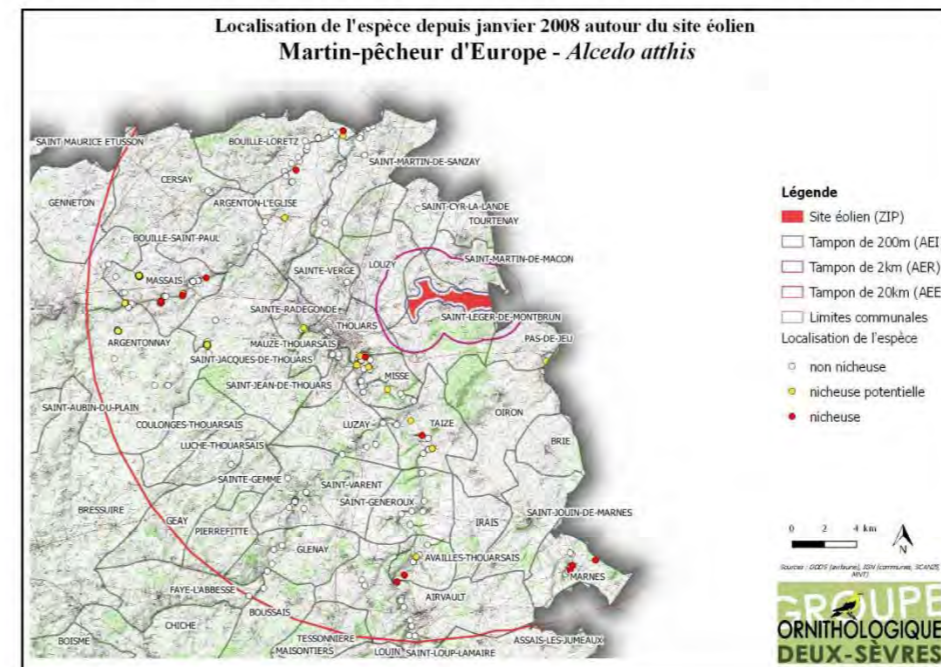 Localisation de l'espèce depuis janvier 2008 autour du site éolien
Martin-pêcheur d'Europe - Alcedo atthis
SAINT MAURICE ETUSSON
BOUILLE-LORETZ
SAINT-MARTIN-DE-SANZAY
CERSAY
GENNETON
ARGENTON-L'EGLISE
SAINT-CYR-LA-LANDE
TOURTENAY
BOUILLE-SAINT-PAUL
SAINT-MARTIN-DE-MACON
LOUZY
SAINTE-VERGE
MASSAIS
SAINTE-RADEGONDE
SAINT-LEGER-DE-MONTBRUN
THOUARS
PAS-DE-JEU
ARGENTONNAY
MAUZE-THOUARSAIS
SAINT-JACQUES-DE-THOUARS
MISSE
SAINT-JEAN-DE-THOUARS
SAINT-AUBIN-DU-PLAIN
OIRON
COULONGES-THOUARSAIS
LUZAY
TAIZE
BRIE
LUCHE-THOUARSAIS
SAINTE-GEMME
SAINT-VARENT
SAINT-GENEROUX
BRESSUIRE
GEAY
IRAIS
SAINT-JOUIN-DE-MARNES
PIERREFITTE
GLENAY
AVAILLES-THOUARSAIS
MARNES
FAYE-L'ABBESSE
AIRVAULT
BOUSSAIS
CHICHE
TESSONNIERE
ASSAIS-LES-JUMEAUX
BOISME
MAISONTIERS
LOUIN
SAINT-LOUP-LAMAIRE
Légende
Site éolien (ZIP)
Tampon de 200m (AEI
Tampon de 2km (AER)
Tampon de 20km (AEE
Limites communales
Localisation de l'espèce
non nicheuse
nicheuse potentielle
nicheuse
0 2 4 km
N
GROUPE
ORNITHOLOGIQUE
DEUX-SÈVRES